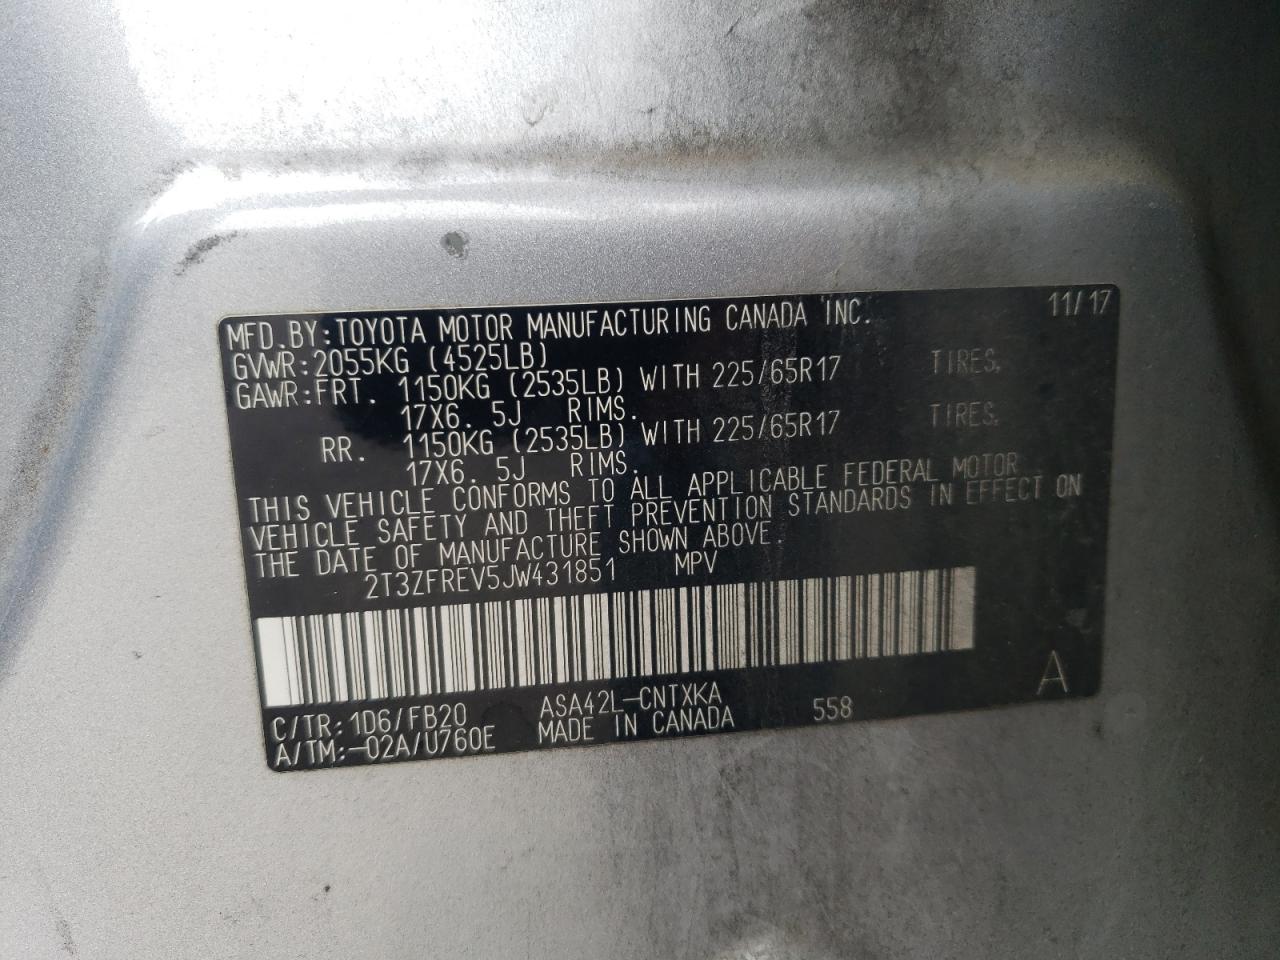 MFD.BY:TOYOTA MOTOR MANUFACTURING CANADA INC. 11/17
GVWR:2055KG (4525LB)
GAWR:FRT. 1150KG (2535LB) WITH 225/65R17 TIRES,
17X6. 5J RIMS.
RR. 1150KG (2535LB) WITH 225/65R17 TIRES,
17X6. 5J RIMS.
THIS VEHICLE CONFORMS TO ALL APPLICABLE FEDERAL MOTOR
VEHICLE SAFETY AND THEFT PREVENTION STANDARDS IN EFFECT ON
THE DATE OF MANUFACTURE SHOWN ABOVE.
2T3ZFREV5JW431851 MPV
A
C/TR:1D6/FB20 ASA42L-CNTXKA
A/TM:-02A/U760E MADE IN CANADA 558